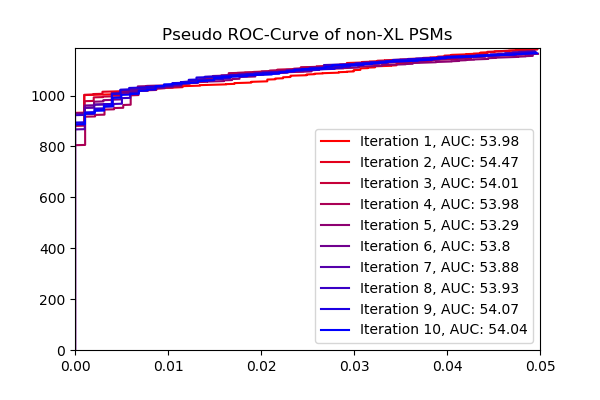 Pseudo ROC-Curve of non-XL PSMs
1000
800
600
400
200
0
Iteration 1, AUC: 53.98
Iteration 2, AUC: 54.47
Iteration 3, AUC: 54.01
Iteration 4, AUC: 53.98
Iteration 5, AUC: 53.29
Iteration 6, AUC: 53.8
Iteration 7, AUC: 53.88
Iteration 8, AUC: 53.93
Iteration 9, AUC: 54.07
Iteration 10, AUC: 54.04
0.00 0.01 0.02 0.03 0.04 0.05